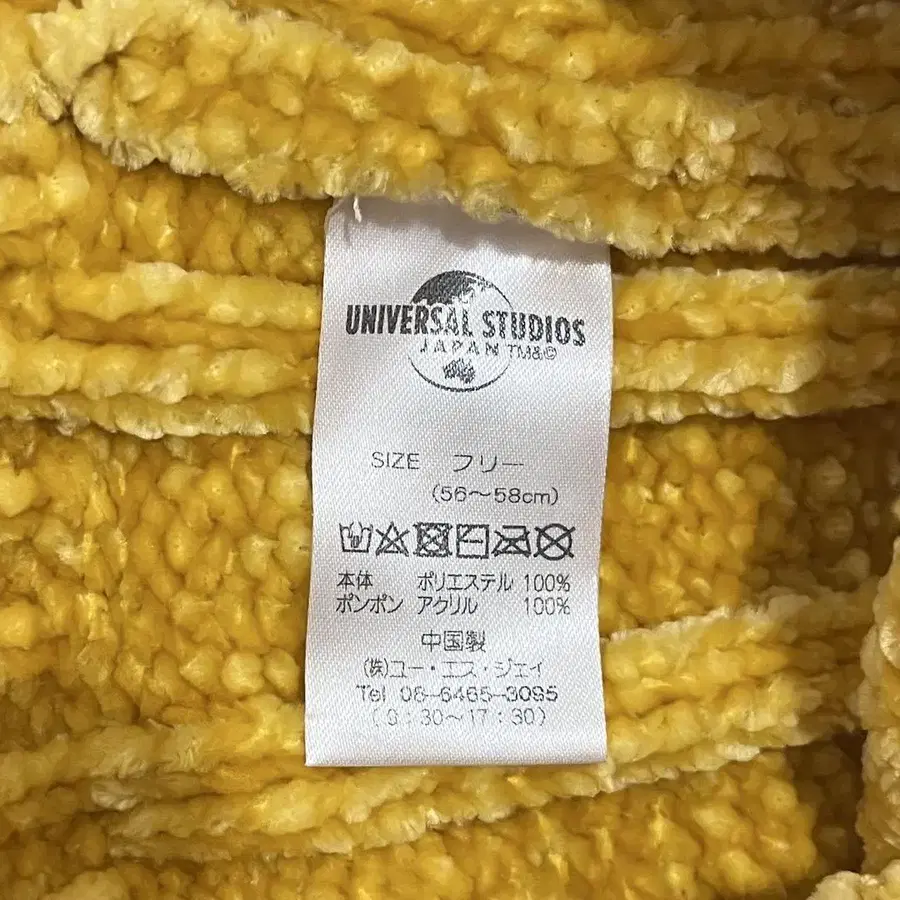 UNIVERSAL STUDIOS
JAPAN TM&©
SIZE フリー
(56～58cm)
本体 ポリエステル 100%
ポンポン アクリル 100%
中国製
(株)ユー・エス・ジェイ
Tel 06-6465-3095
(9:30～17:30)